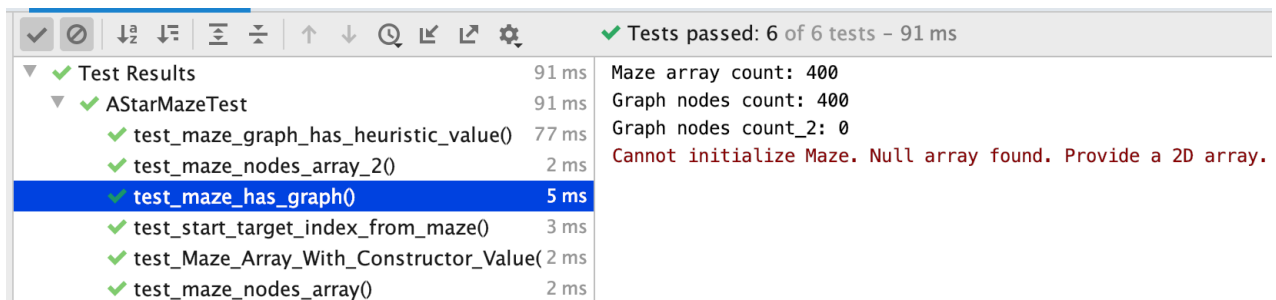 Tests passed: 6 of 6 tests – 91 ms
Test Results 91 ms
AStarMazeTest 91 ms
test_maze_graph_has_heuristic_value() 77 ms
test_maze_nodes_array_2() 2 ms
test_maze_has_graph() 5 ms
test_start_target_index_from_maze() 3 ms
test_Maze_Array_With_Constructor_Value( 2 ms
test_maze_nodes_array() 2 ms
Maze array count: 400
Graph nodes count: 400
Graph nodes count_2: 0
Cannot initialize Maze. Null array found. Provide a 2D array.